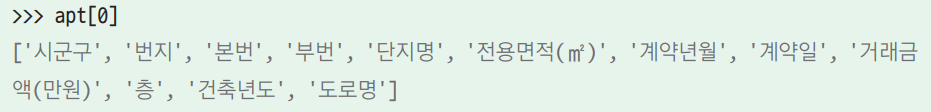 >>> apt[0]
['시군구', '번지', '본번', '부번', '단지명', '전용면적(㎡)', '계약년월', '계약일', '거래금
액(만원)', '층', '건축년도', '도로명']